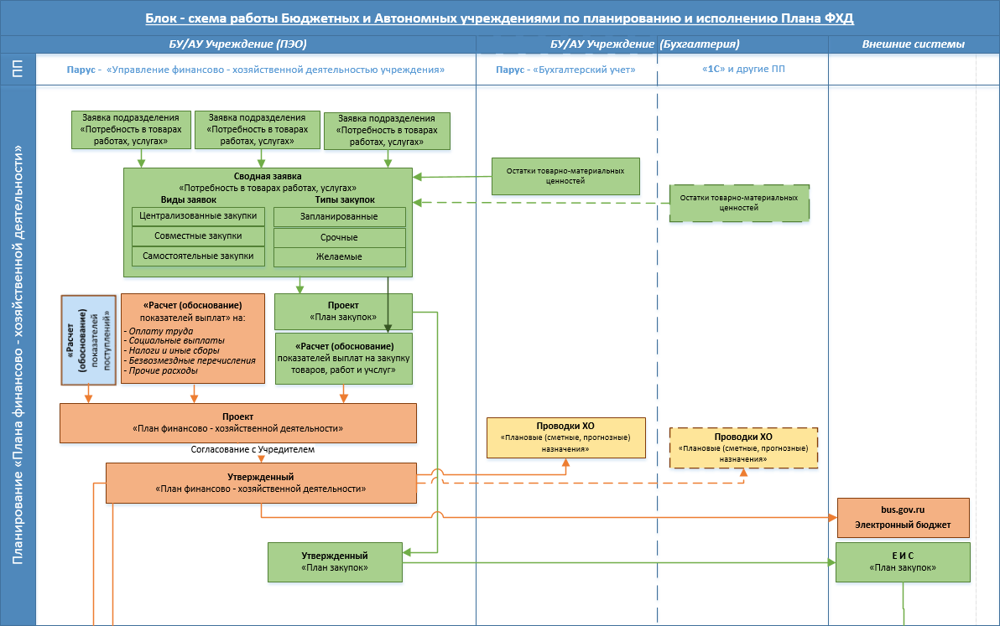 Блок - схема работы Бюджетных и Автономных учреждениями по планированию и исполнению Плана ФХД
БУ/АУ Учреждение (ПЭО)
БУ/АУ Учреждение (Бухгалтерия)
Внешние системы
ПП
Парус - «Управление финансово - хозяйственной деятельностью учреждения»
Парус - «Бухгалтерский учет»
«1С» и другие ПП
Планирование «Плана финансово - хозяйственной деятельности»
Заявка подразделения
«Потребность в товарах
работах, услугах»
Заявка подразделения
«Потребность в товарах
работах, услугах»
Заявка подразделения
«Потребность в товарах
работах, услугах»
Сводная заявка
«Потребность в товарах работах, услугах»
Виды заявок
Типы закупок
Централизованные закупки
Запланированные
Совместные закупки
Срочные
Самостоятельные закупки
Желаемые
Остатки товарно-материальных
ценностей
Остатки товарно-материальных
ценностей
«Расчет
(обоснование)
показателей
поступлений»
«Расчет (обоснование)
показателей выплат» на:
- Оплату труда
- Социальные выплаты
- Налоги и иные сборы
- Безвозмездные перечисления
- Прочие расходы
Проект
«План закупок»
«Расчет (обоснование)
показателей выплат на закупку
товаров, работ и учслуг»
Проект
«План финансово - хозяйственной деятельности»
Согласование с Учредителем
Утвержденный
«План финансово - хозяйственной деятельности»
Проводки ХО
«Плановые (сметные, прогнозные)
назначения»
Проводки ХО
«Плановые (сметные, прогнозные)
назначения»
bus.gov.ru
Электронный бюджет
Утвержденный
«План закупок»
Е И С
«План закупок»